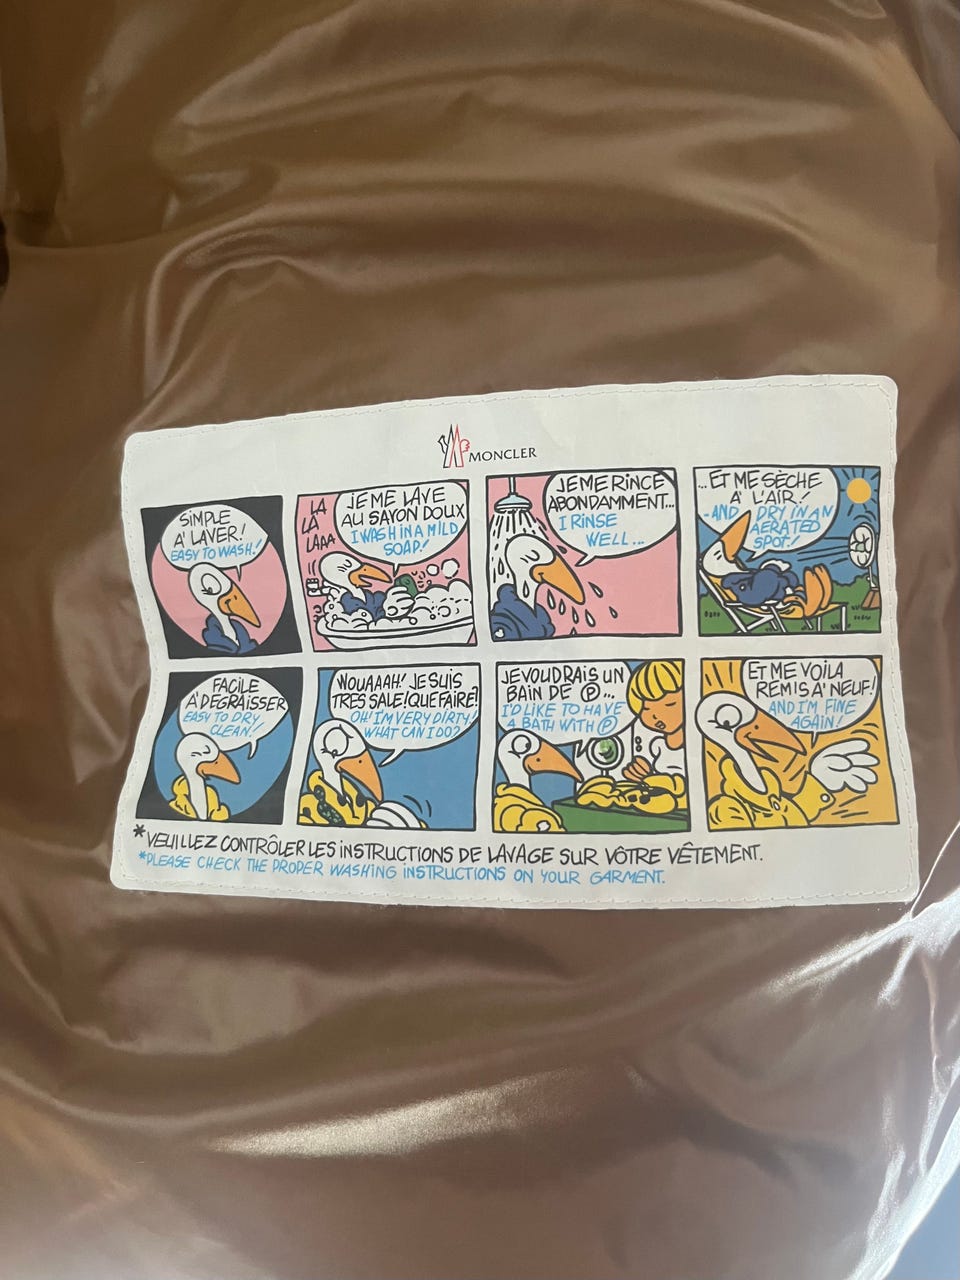 MONCLER
SIMPLE
A' LAVER!
EASY TO WASH!
LA
LA
LAAA
JE ME LAVE
AU SAVON DOUX
I WASH IN A MILD
SOAP!
JE ME RINCE
ABONDAMMENT...
I RINSE
WELL...
...ET ME SÈCHE
A' L'AIR!
-AND DRY IN AN
AERATED
SPOT!
FACILE
A' DEGRAISSER
EASY TO DRY
CLEAN!
NOUAAAH! JE SUIS
TRES SALE! QUE FAIRE?
OH! I'M VERY DIRTY!
WHAT CAN I DO?
JE VOUDRAIS UN
BAIN DE Ⓟ...
I'D LIKE TO HAVE
A BATH WITH Ⓟ
ET ME VOILA
REMIS A' NEUF!
AND I'M FINE
AGAIN!
*VEUILLEZ CONTRÔLER LES INSTRUCTIONS DE LAVAGE SUR VÔTRE VÊTEMENT.
*PLEASE CHECK THE PROPER WASHING INSTRUCTIONS ON YOUR GARMENT.